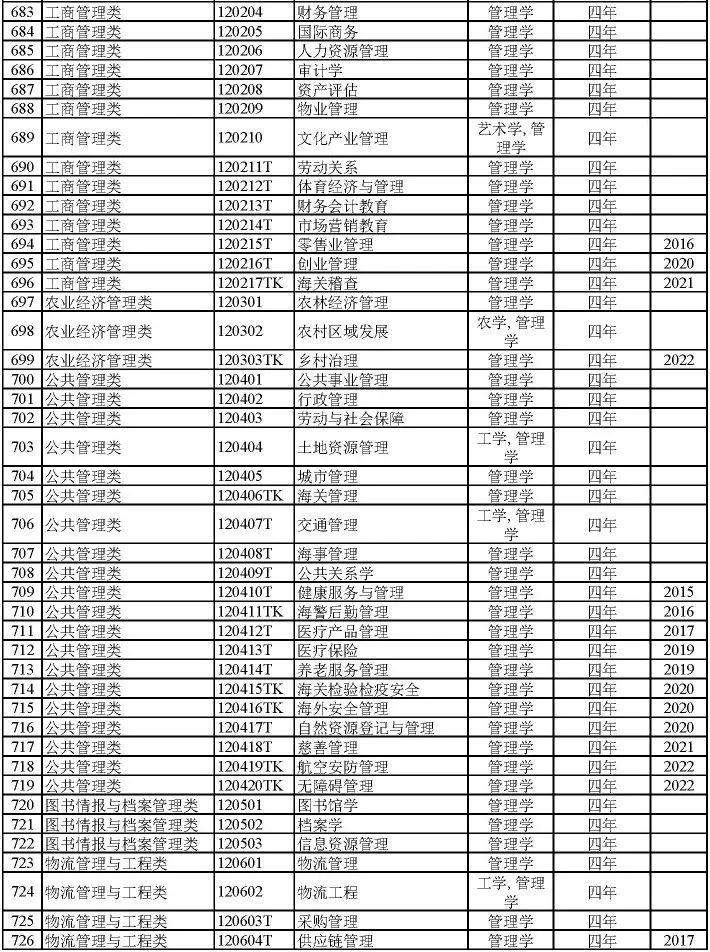 683 工商管理类 120204 财务管理 管理学 四年
684 工商管理类 120205 国际商务 管理学 四年
685 工商管理类 120206 人力资源管理 管理学 四年
686 工商管理类 120207 审计学 管理学 四年
687 工商管理类 120208 资产评估 管理学 四年
688 工商管理类 120209 物业管理 管理学 四年
689 工商管理类 120210 文化产业管理 艺术学,管理学 四年
690 工商管理类 120211T 劳动关系 管理学 四年
691 工商管理类 120212T 体育经济与管理 管理学 四年
692 工商管理类 120213T 财务会计教育 管理学 四年
693 工商管理类 120214T 市场营销教育 管理学 四年
694 工商管理类 120215T 零售业管理 管理学 四年 2016
695 工商管理类 120216T 创业管理 管理学 四年 2020
696 工商管理类 120217TK 海关稽查 管理学 四年 2021
697 农业经济管理类 120301 农林经济管理 管理学 四年
698 农业经济管理类 120302 农村区域发展 农学,管理学 四年
699 农业经济管理类 120303TK 乡村治理 管理学 四年 2022
700 公共管理类 120401 公共事业管理 管理学 四年
701 公共管理类 120402 行政管理 管理学 四年
702 公共管理类 120403 劳动与社会保障 管理学 四年
703 公共管理类 120404 土地资源管理 工学,管理学 四年
704 公共管理类 120405 城市管理 管理学 四年
705 公共管理类 120406TK 海关管理 管理学 四年
706 公共管理类 120407T 交通管理 工学,管理学 四年
707 公共管理类 120408T 海事管理 管理学 四年
708 公共管理类 120409T 公共关系学 管理学 四年
709 公共管理类 120410T 健康服务与管理 管理学 四年 2015
710 公共管理类 120411TK 海警后勤管理 管理学 四年 2016
711 公共管理类 120412T 医疗产品管理 管理学 四年 2017
712 公共管理类 120413T 医疗保险 管理学 四年 2019
713 公共管理类 120414T 养老服务管理 管理学 四年 2019
714 公共管理类 120415TK 海关检验检疫安全 管理学 四年 2020
715 公共管理类 120416TK 海外安全管理 管理学 四年 2020
716 公共管理类 120417T 自然资源登记与管理 管理学 四年 2020
717 公共管理类 120418T 慈善管理 管理学 四年 2021
718 公共管理类 120419TK 航空安防管理 管理学 四年 2022
719 公共管理类 120420TK 无障碍管理 管理学 四年 2022
720 图书情报与档案管理类 120501 图书馆学 管理学 四年
721 图书情报与档案管理类 120502 档案学 管理学 四年
722 图书情报与档案管理类 120503 信息资源管理 管理学 四年
723 物流管理与工程类 120601 物流管理 管理学 四年
724 物流管理与工程类 120602 物流工程 工学,管理学 四年
725 物流管理与工程类 120603T 采购管理 管理学 四年
726 物流管理与工程类 120604T 供应链管理 管理学 四年 2017